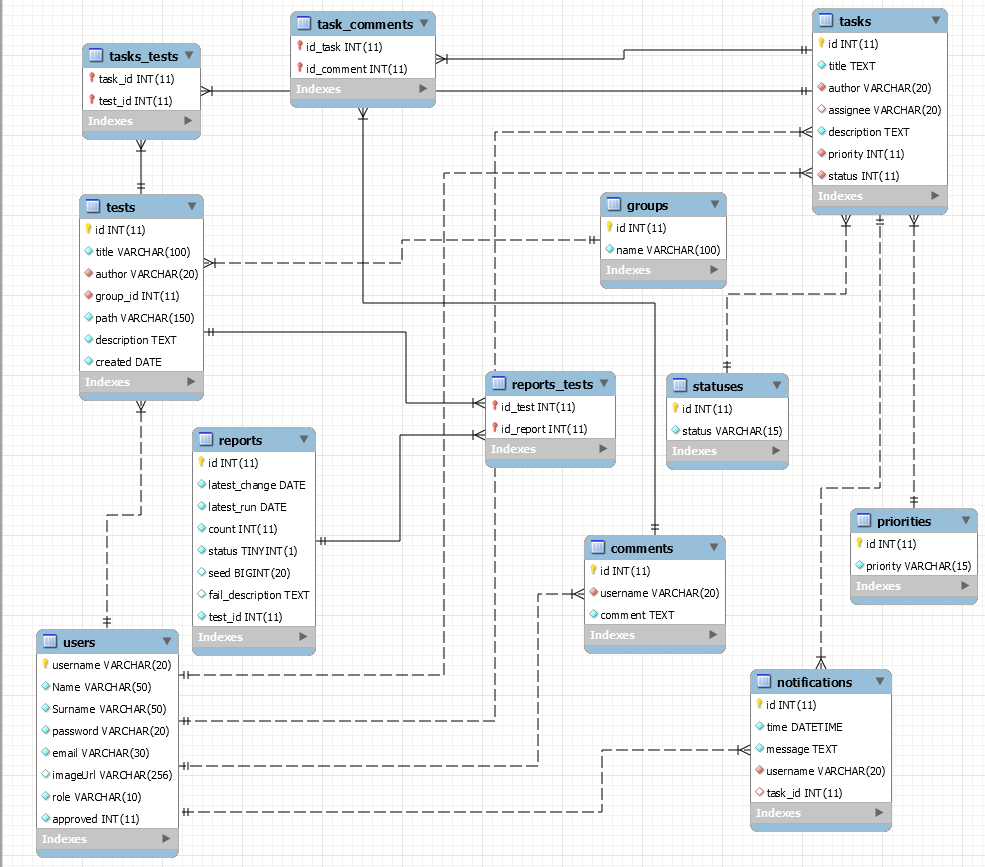 task_comments
id_task INT(11)
id_comment INT(11)
Indexes
tasks
id INT(11)
title TEXT
author VARCHAR(20)
assignee VARCHAR(20)
description TEXT
priority INT(11)
status INT(11)
Indexes
tasks_tests
task_id INT(11)
test_id INT(11)
Indexes
tests
id INT(11)
title VARCHAR(100)
author VARCHAR(20)
group_id INT(11)
path VARCHAR(150)
description TEXT
created DATE
Indexes
groups
id INT(11)
name VARCHAR(100)
Indexes
reports_tests
id_test INT(11)
id_report INT(11)
Indexes
statuses
id INT(11)
status VARCHAR(15)
Indexes
reports
id INT(11)
latest_change DATE
latest_run DATE
count INT(11)
status TINYINT(1)
seed BIGINT(20)
fail_description TEXT
test_id INT(11)
Indexes
priorities
id INT(11)
priority VARCHAR(15)
Indexes
comments
id INT(11)
username VARCHAR(20)
comment TEXT
Indexes
users
username VARCHAR(20)
Name VARCHAR(50)
Surname VARCHAR(50)
password VARCHAR(20)
email VARCHAR(30)
imageUrl VARCHAR(256)
role VARCHAR(10)
approved INT(11)
Indexes
notifications
id INT(11)
time DATETIME
message TEXT
username VARCHAR(20)
task_id INT(11)
Indexes